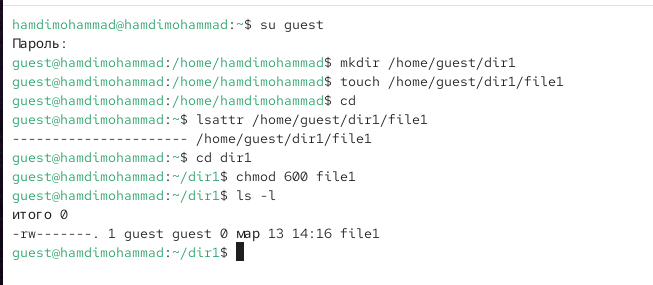 hamdimohammad@hamdimohammad:~$ su guest
Пароль:
guest@hamdimohammad:/home/hamdimohammad$ mkdir /home/guest/dir1
guest@hamdimohammad:/home/hamdimohammad$ touch /home/guest/dir1/file1
guest@hamdimohammad:/home/hamdimohammad$ cd
guest@hamdimohammad:~$ lsattr /home/guest/dir1/file1
---------------------- /home/guest/dir1/file1
guest@hamdimohammad:~$ cd dir1
guest@hamdimohammad:~/dir1$ chmod 600 file1
guest@hamdimohammad:~/dir1$ ls -l
итого 0
-rw-------. 1 guest guest 0 мар 13 14:16 file1
guest@hamdimohammad:~/dir1$